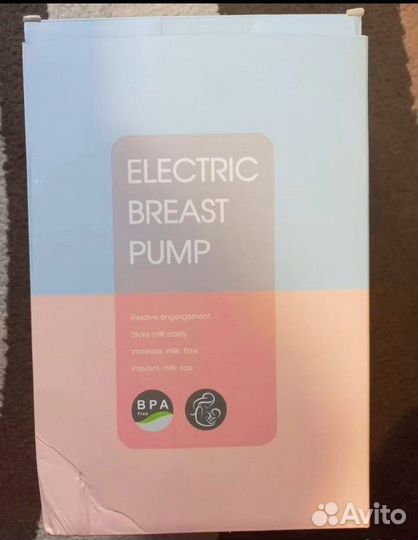 ELECTRIC
BREAST
PUMP
Resolve engorgement
Store milk easily
Increase milk flow
Prevent milk loss
BPA
Free
Avito